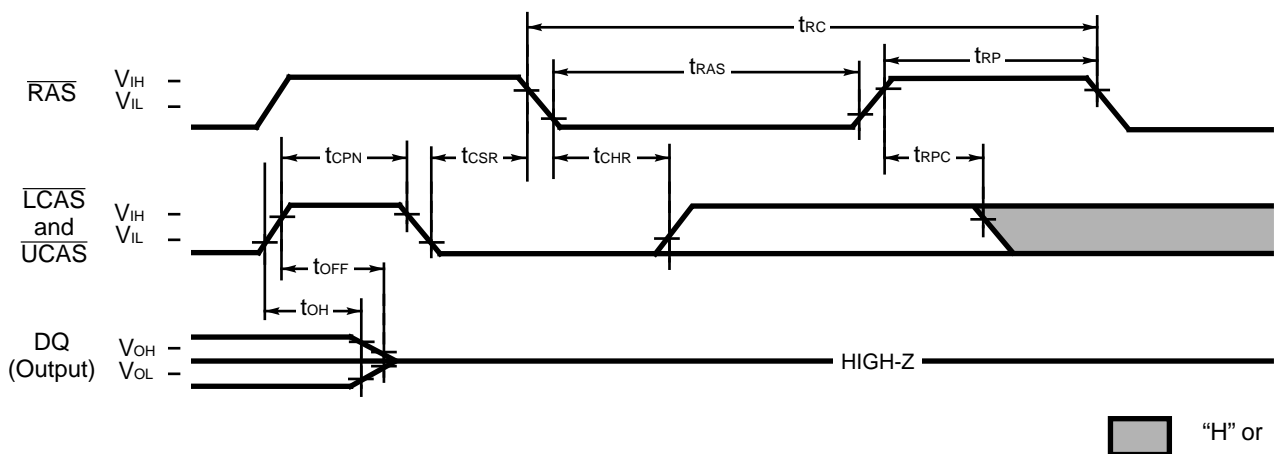 tRC
tRAS
tRP
RAS
VIH
VIL
tCPN
tCSR
tCHR
tRPC
LCAS
and
UCAS
VIH
VIL
tOFF
tOH
DQ
(Output)
VOH
VOL
HIGH-Z
“H” or